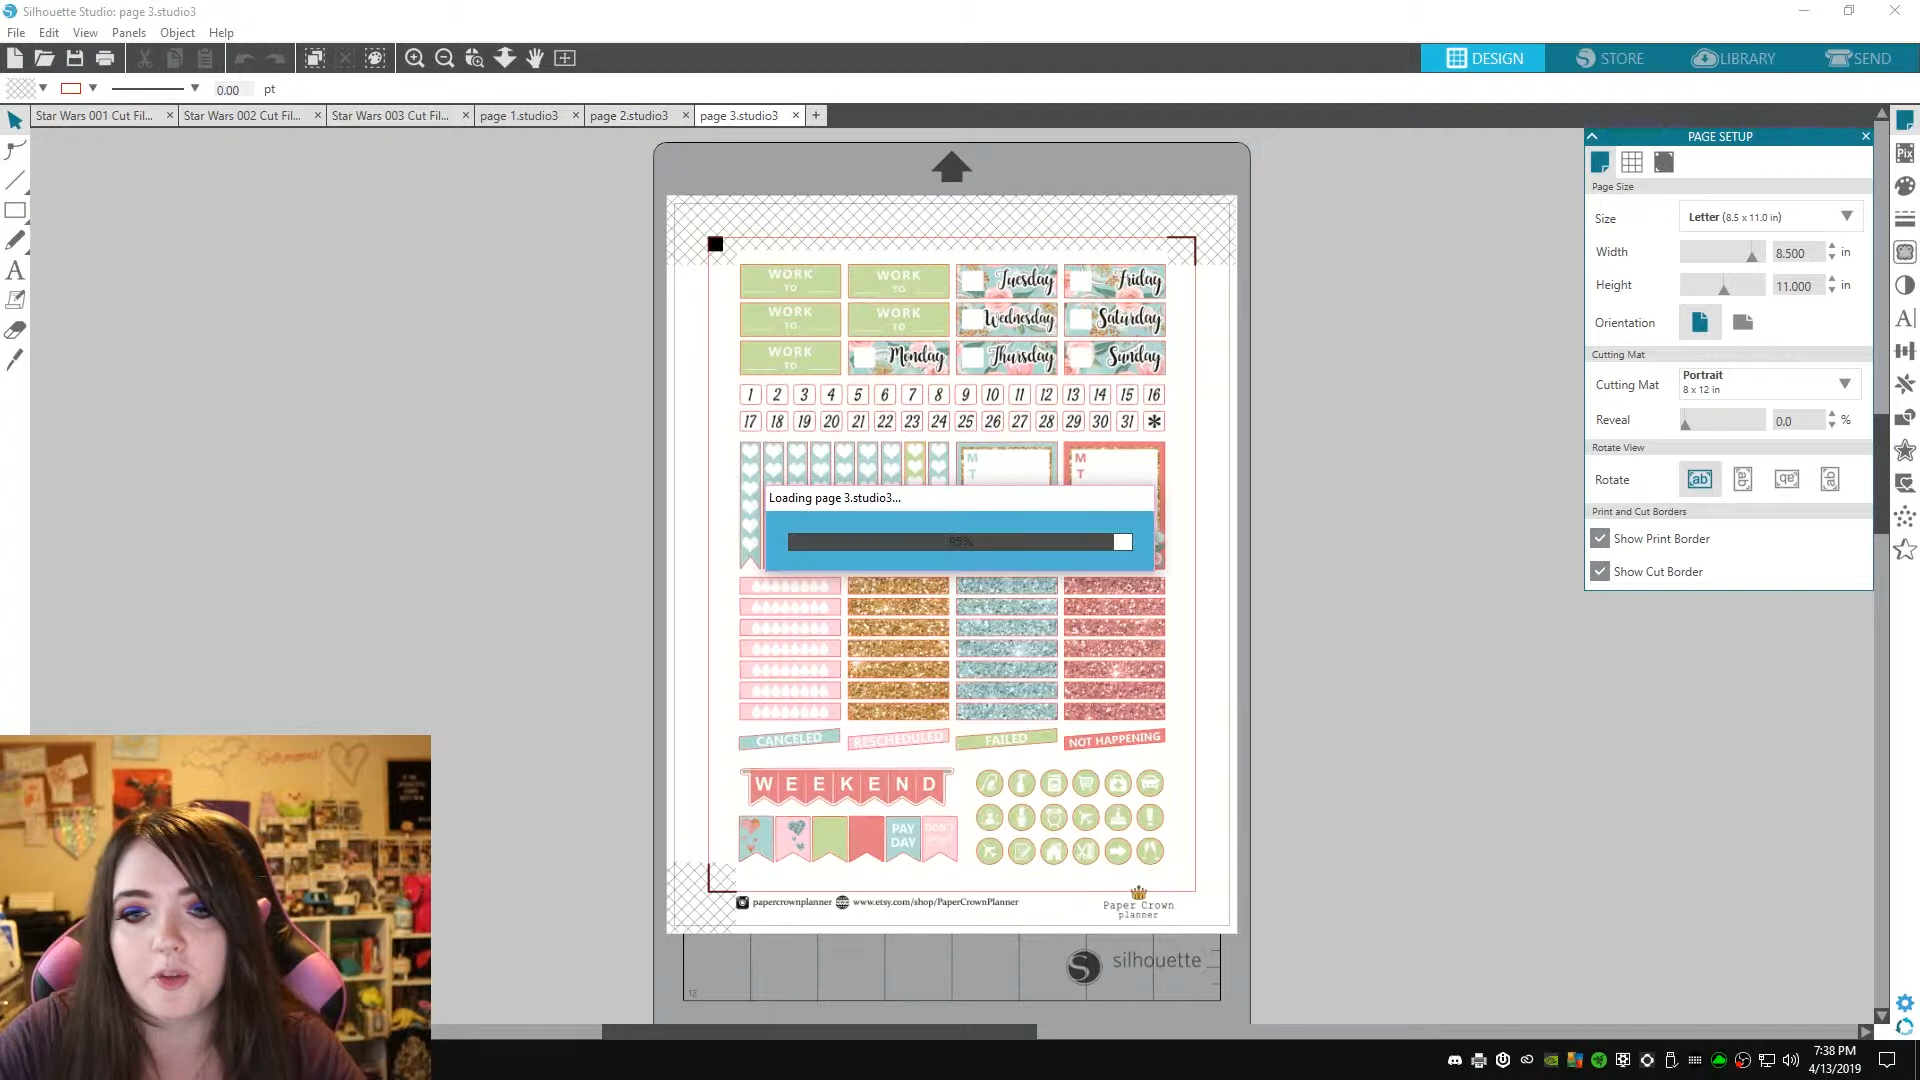 Silhouette Studio: page 3.studio3
File Edit View Panels Object Help
DESIGN STORE LIBRARY SEND
0.00 pt
Star Wars 001 Cut Fil... Star Wars 002 Cut Fil... Star Wars 003 Cut Fil... page 1.studio3 page 2.studio3 page 3.studio3
PAGE SETUP
Page Size
Size Letter (8.5 x 11.0 in)
Width 8.500 in
Height 11.000 in
Orientation
Cutting Mat
Cutting Mat Portrait
8 x 12 in
Reveal 0.0 %
Rotate View
Rotate
Print and Cut Borders
Show Print Border
Show Cut Border
WORK TO WORK TO Tuesday Friday
WORK TO WORK TO Wednesday Saturday
WORK TO Monday Thursday Sunday
1 2 3 4 5 6 7 8 9 10 11 12 13 14 15 16
17 18 19 20 21 22 23 24 25 26 27 28 29 30 31 *
M M
T T
Loading page 3.studio3...
95%
CANCELED RESCHEDULED FAILED NOT HAPPENING
WEEKEND
PAY DAY
papercrownplanner www.etsy.com/shop/PaperCrownPlanner
Paper Crown
planner
silhouette
12
7:38 PM
4/13/2019